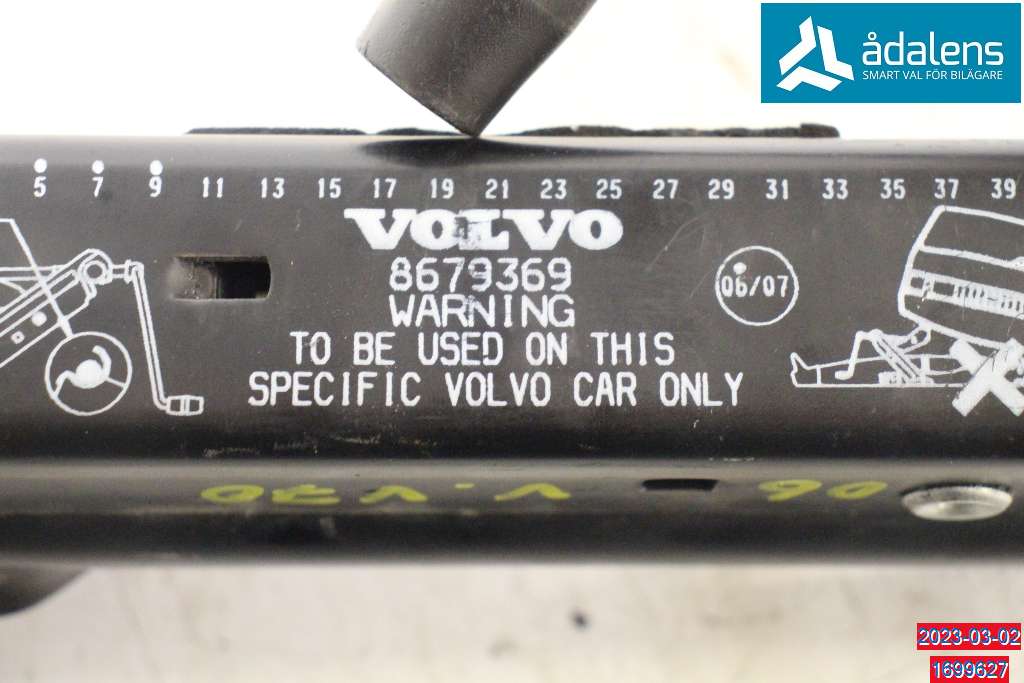 ådalens
SMART VAL FÖR BILÄGARE
5 7 9 11 13 15 17 19 21 23 25 27 29 31 33 35 37 39
VOLVO
8679369
06/07
WARNING
TO BE USED ON THIS
SPECIFIC VOLVO CAR ONLY
2023-03-02
1699627